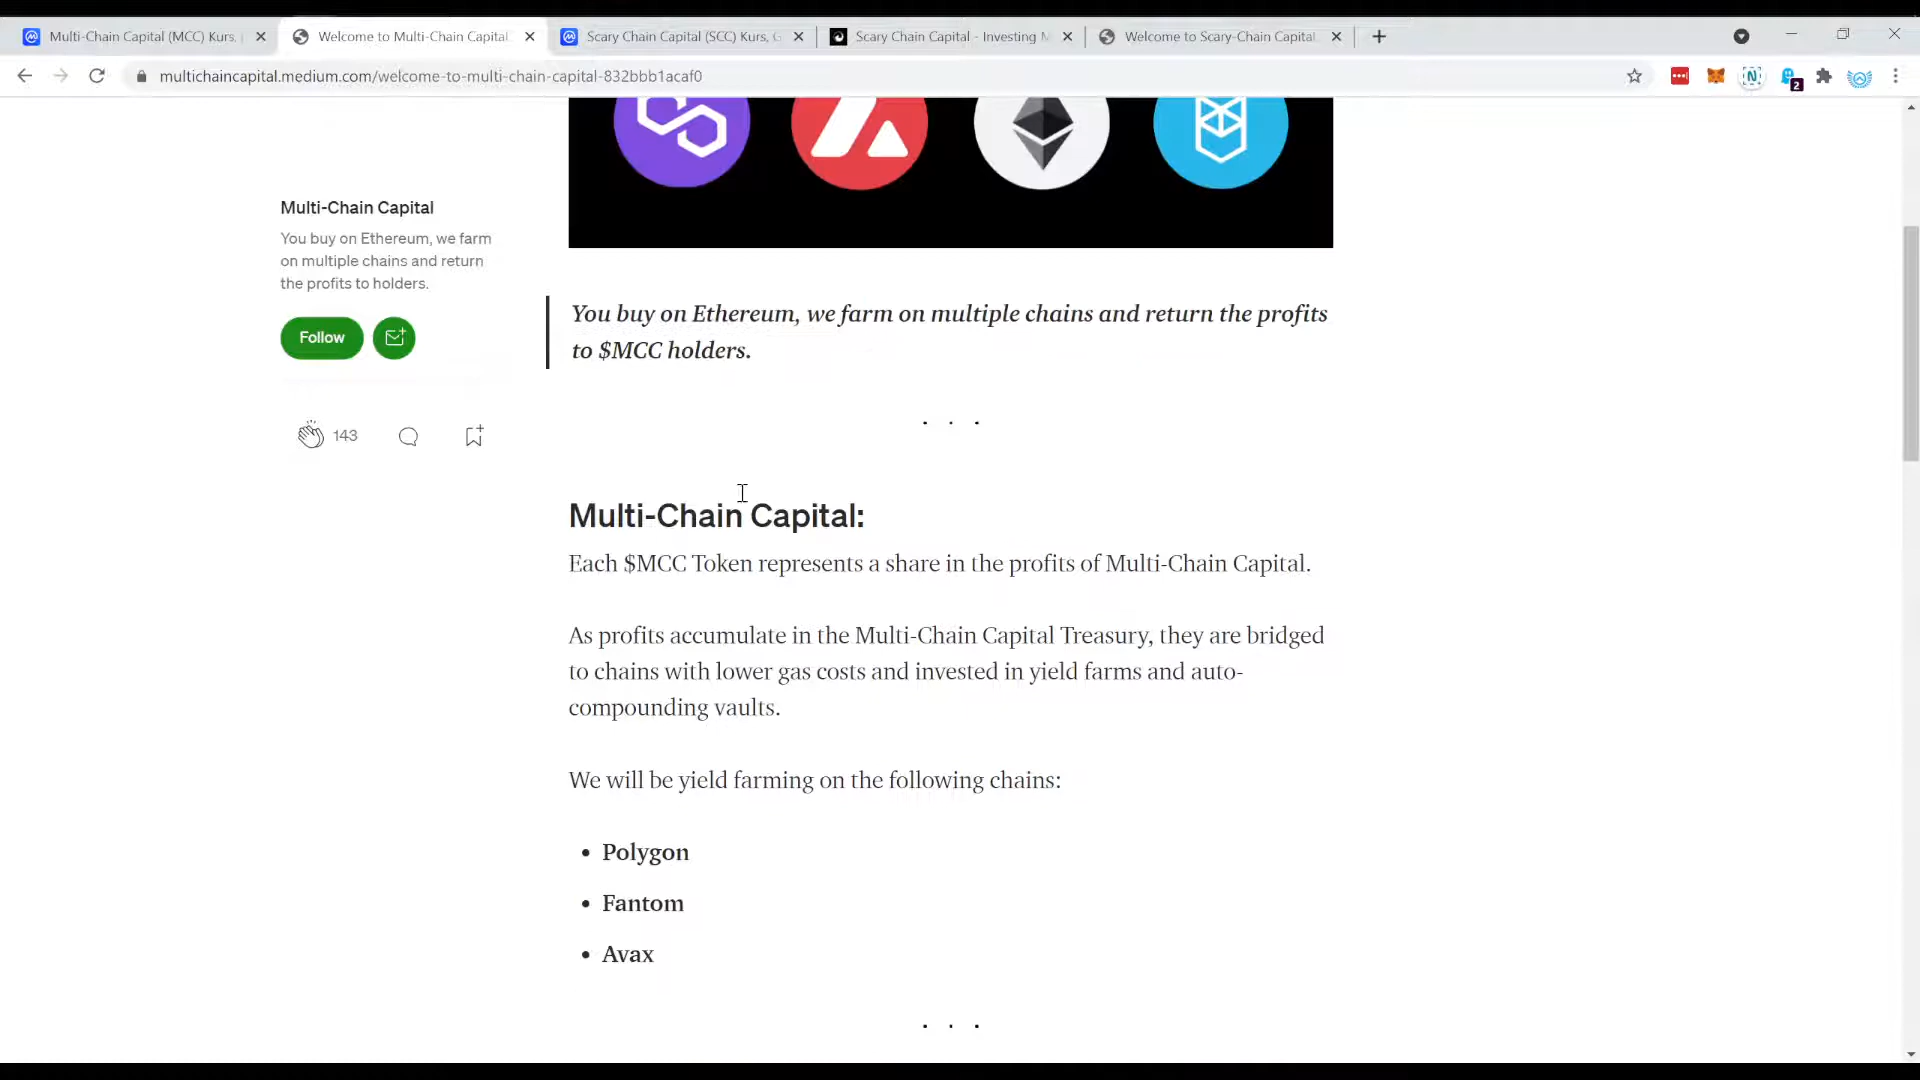 Multi-Chain Capital (MCC) Kurs,
Welcome to Multi-Chain Capital
Scary Chain Capital (SCC) Kurs, G
Scary Chain Capital - Investing M
Welcome to Scary-Chain Capital
multichaincapital.medium.com/welcome-to-multi-chain-capital-832bbb1acaf0
N
2
Multi-Chain Capital
You buy on Ethereum, we farm
on multiple chains and return
the profits to holders.
Follow
143
You buy on Ethereum, we farm on multiple chains and return the profits
to $MCC holders.
. . .
Multi-Chain Capital:
Each $MCC Token represents a share in the profits of Multi-Chain Capital.
As profits accumulate in the Multi-Chain Capital Treasury, they are bridged
to chains with lower gas costs and invested in yield farms and auto-
compounding vaults.
We will be yield farming on the following chains:
• Polygon
• Fantom
• Avax
. . .